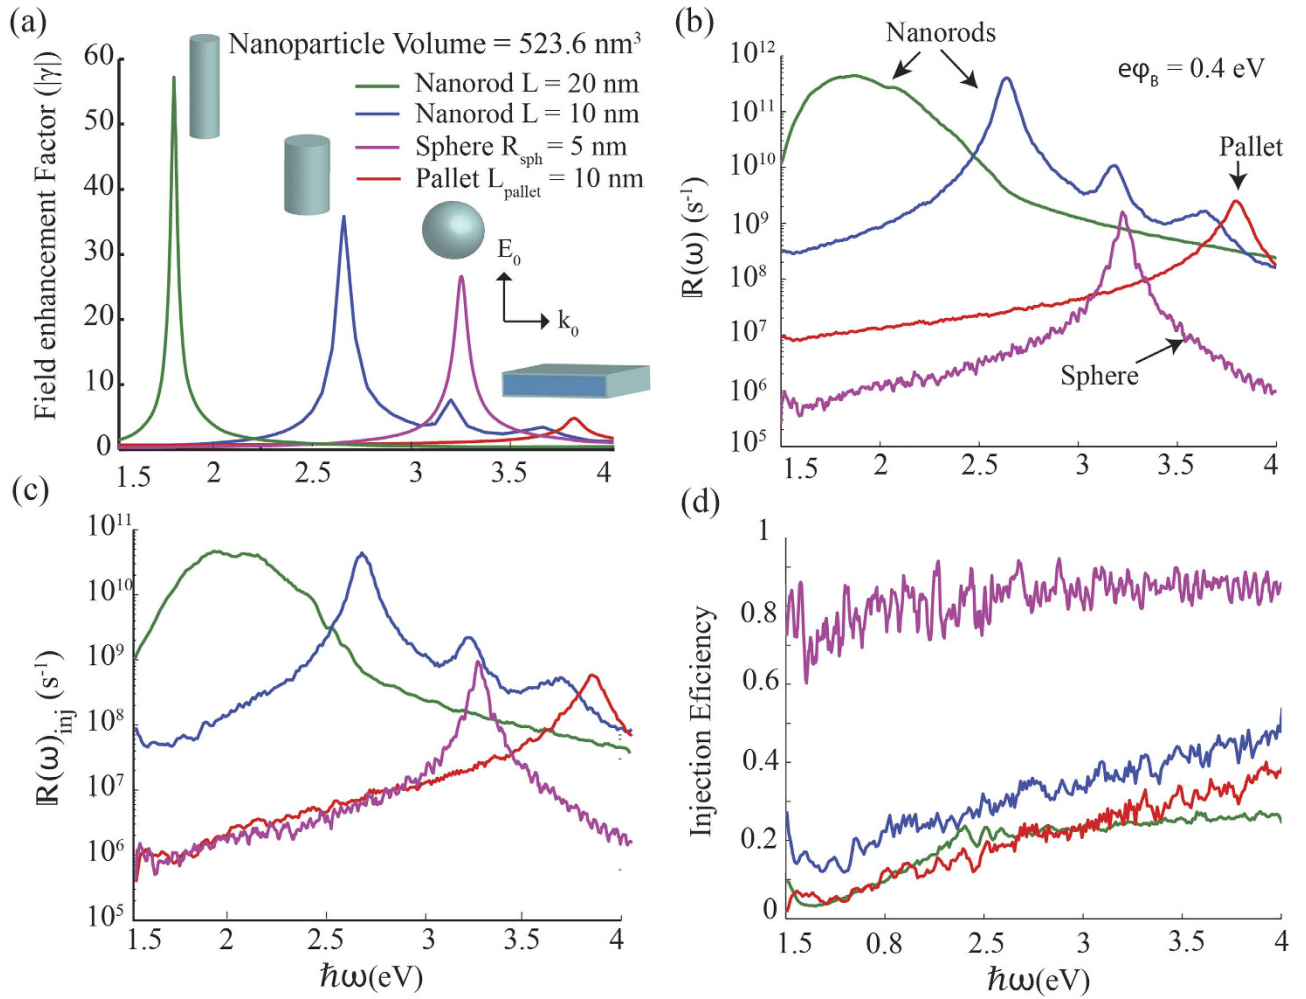 (a)
Nanoparticle Volume = 523.6 nm³
Nanorod L = 20 nm
Nanorod L = 10 nm
Sphere R_sph = 5 nm
Pallet L_pallet = 10 nm
Field enhancement Factor (|γ|)
60
50
40
30
20
10
0
E₀
k₀
1.5 2 2.5 3 3.5 4
(b)
Nanorods
eφ_B = 0.4 eV
Pallet
Sphere
ℝ(ω) (s⁻¹)
10¹²
10¹¹
10¹⁰
10⁹
10⁸
10⁷
10⁶
10⁵
1.5 2 2.5 3 3.5 4
(c)
ℝ(ω)_inj (s⁻¹)
10¹¹
10¹⁰
10⁹
10⁸
10⁷
10⁶
10⁵
1.5 2 2.5 3 3.5 4
ħω(eV)
(d)
Injection Eficiency
1
0.8
0.6
0.4
0.2
0
1.5 0.8 2.5 3 3.5 4
ħω(eV)